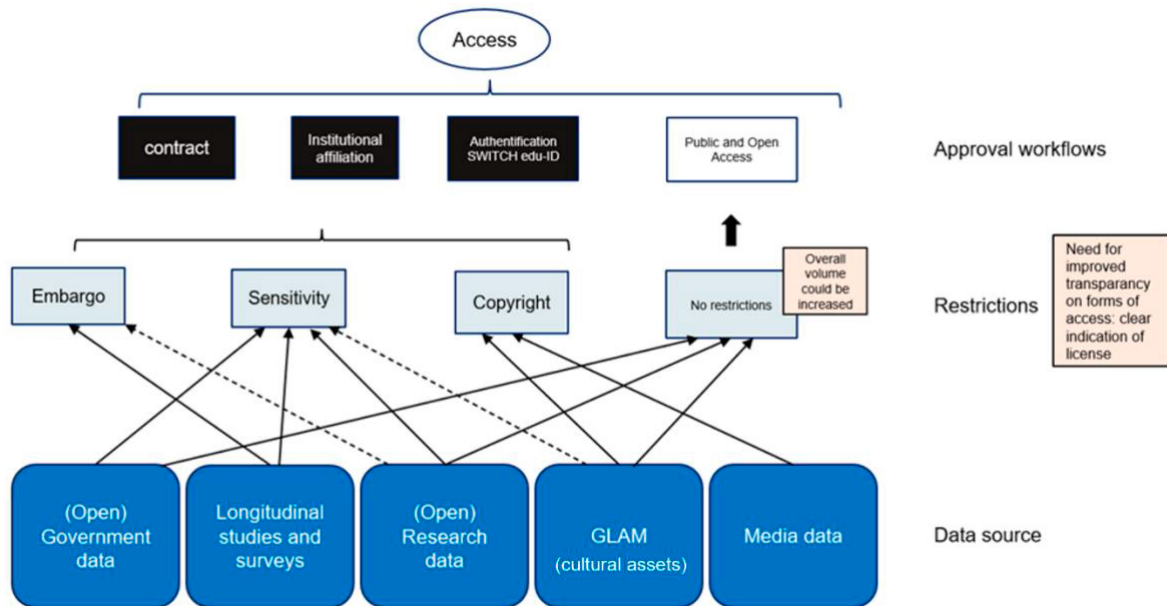 Access
contract
Institutional
affiliation
Authentification
SWITCH edu-ID
Public and Open
Access
Approval workflows
Embargo
Sensitivity
Copyright
No restrictions
Overall
volume
could be
increased
Restrictions
Need for
improved
transparancy
on forms of
access: clear
indication of
license
(Open)
Government
data
Longitudinal
studies and
surveys
(Open)
Research
data
GLAM
(cultural assets)
Media data
Data source